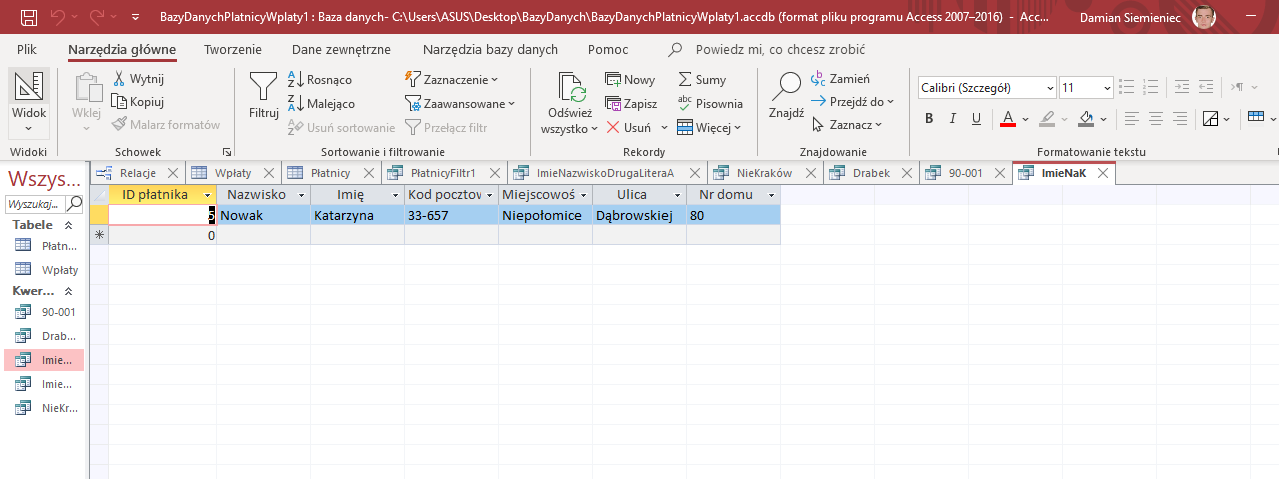 BazyDanychPlatnicyWplaty1 : Baza danych- C:\Users\ASUS\Desktop\BazyDanych\BazyDanychPlatnicyWplaty1.accdb (format pliku programu Access 2007–2016) - Acc... Damian Siemieniec
Plik Narzędzia główne Tworzenie Dane zewnętrzne Narzędzia bazy danych Pomoc Powiedz mi, co chcesz zrobić
Widok
Widoki
Wklej
Wytnij
Kopiuj
Malarz formatów
Schowek
Filtruj
Rosnąco
Malejąco
Usuń sortowanie
Zaznaczenie
Zaawansowane
Przełącz filtr
Sortowanie i filtrowanie
Odśwież
wszystko
Nowy
Zapisz
Usuń
Sumy
Pisownia
Więcej
Rekordy
Znajdź
Zamień
Przejdź do
Zaznacz
Znajdowanie
Calibri (Szczegół) 11
B I U A
Formatowanie tekstu
Wszys...
Wyszukaj...
Tabele
Płatn...
Wpłaty
Kwer...
90-001
Drab...
Imie...
Imie...
NieKr...
Relacje Wpłaty Płatnicy PłatnicyFiltr1 ImieNazwiskoDrugaLiteraA NieKraków Drabek 90-001 ImieNaK
ID płatnika Nazwisko Imię Kod pocztow Miejscowoś Ulica Nr domu
5 Nowak Katarzyna 33-657 Niepołomice Dąbrowskiej 80
0